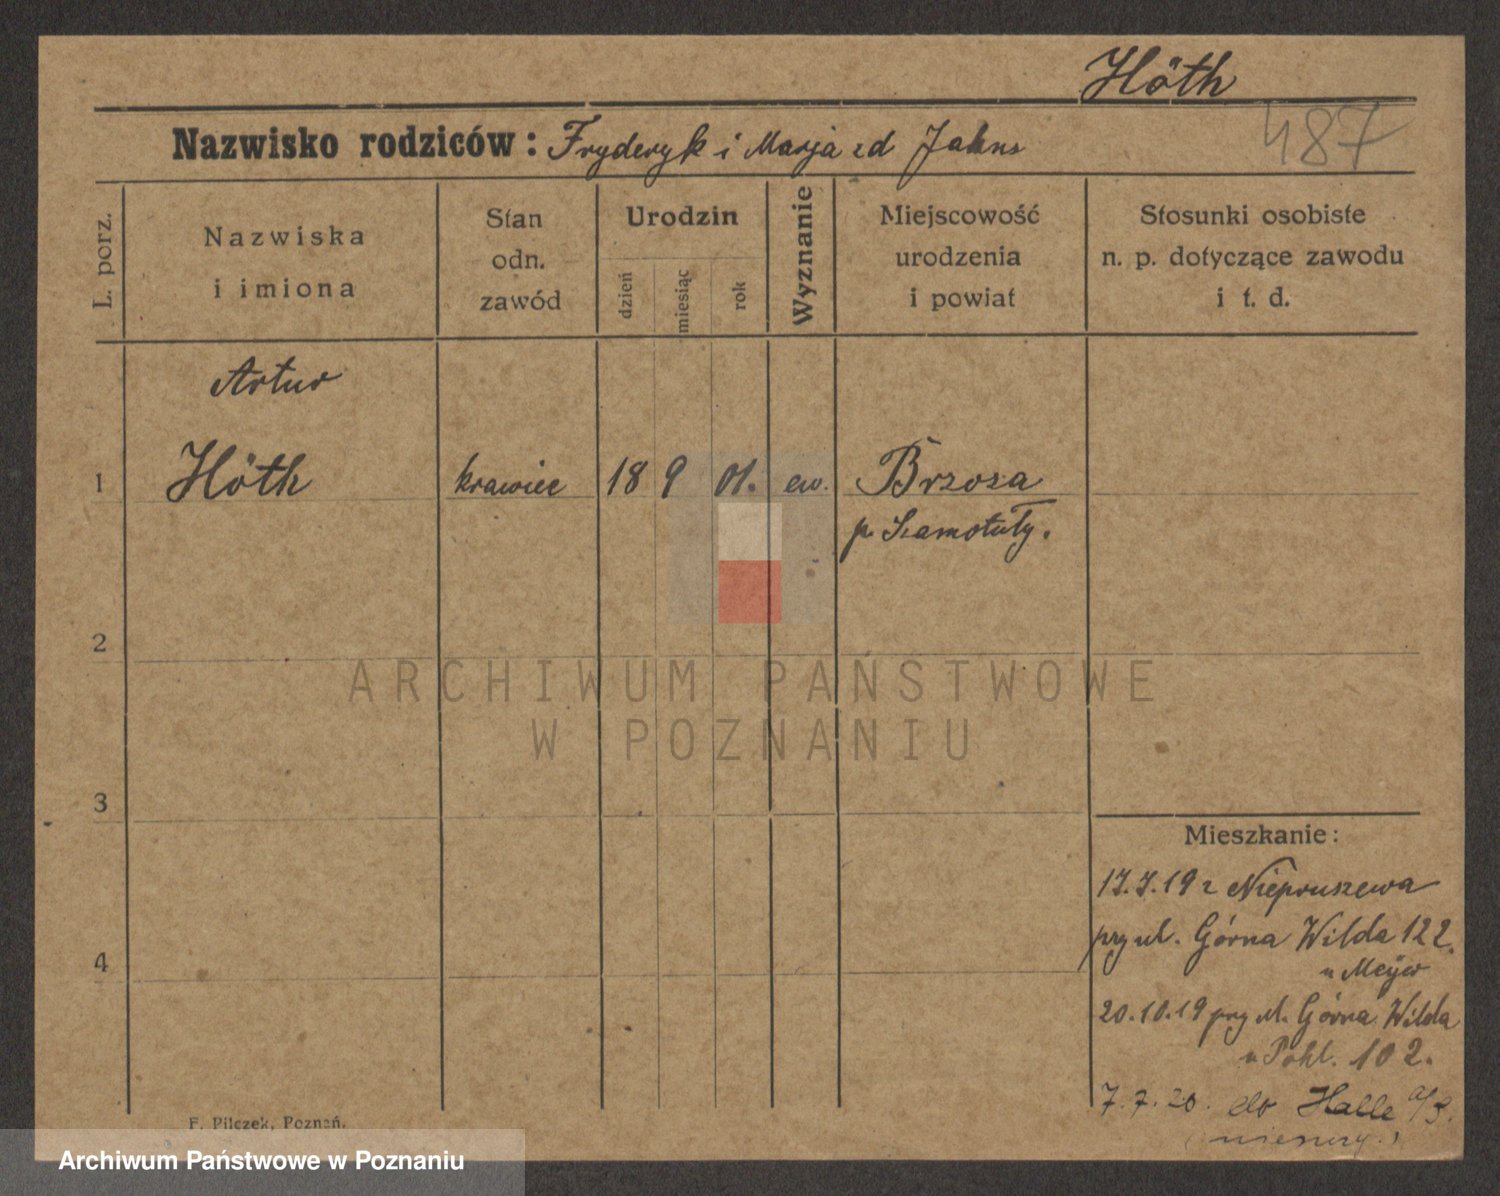 Höth
487
Nazwisko rodziców: Fryderyk i Marja zd Jahns
L. porz.
Nazwiska
i imiona
Stan
odn.
zawód
Urodzin
dzień
miesiąc
rok
Wyznanie
Miejscowość
urodzenia
i powiat
Stosunki osobiste
n. p. dotyczące zawodu
i t. d.
Artur
1 Höth krawiec 18 9 01. ew. Brzoza
p. Szamotuły.
2
ARCHIWUM PAŃSTWOWE
W POZNANIU
3
Mieszkanie:
17.7.19 z Niepruszewa
przy ul. Górna Wilda 122.
u Meyer
4
20.10.19 przy ul. Górna Wilda
u Pohl. 102.
7.7.20. do Halle a/S.
F. Pilczek, Poznań.
Archiwum Państwowe w Poznaniu